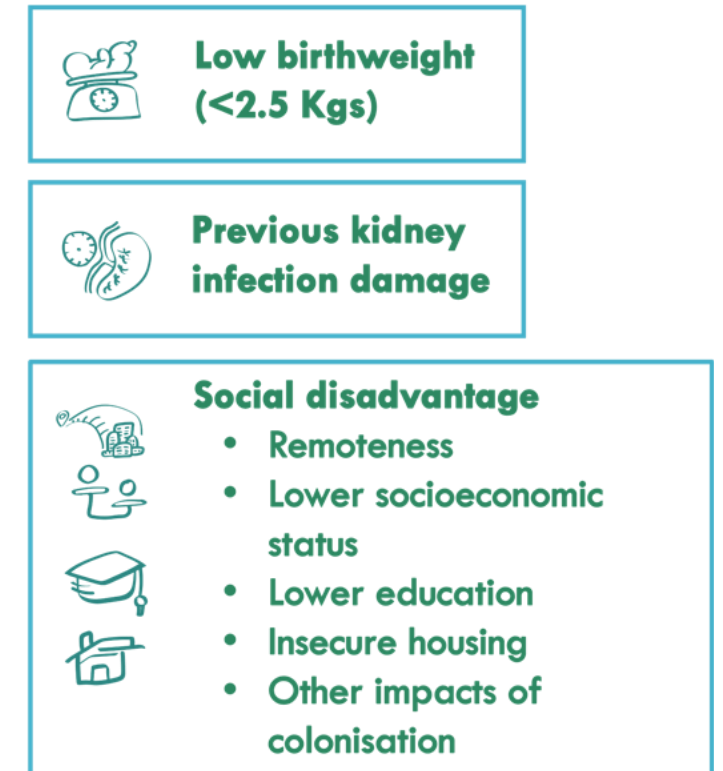 Low birthweight
(<2.5 Kgs)
Previous kidney
infection damage
Social disadvantage
• Remoteness
• Lower socioeconomic
status
• Lower education
• Insecure housing
• Other impacts of
colonisation